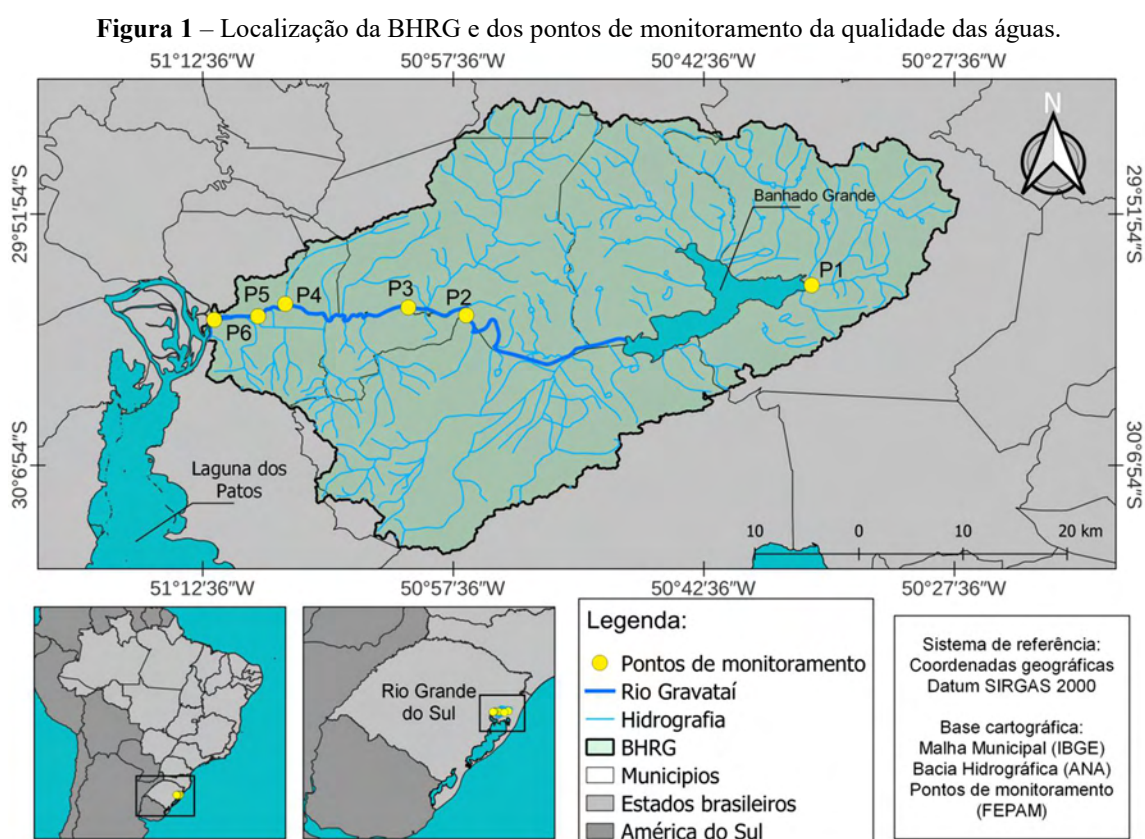 Figura 1 – Localização da BHRG e dos pontos de monitoramento da qualidade das águas.
51°12′36″W 50°57′36″W 50°42′36″W 50°27′36″W
N
29°51′54″S 29°51′54″S
Banhado Grande
P1
P5 P4 P3 P2
P6
30°6′54″S 30°6′54″S
Laguna dos
Patos
10 0 10 20 km
51°12′36″W 50°57′36″W 50°42′36″W 50°27′36″W
Rio Grande
do Sul
Legenda:
Pontos de monitoramento
Rio Gravataí
Hidrografia
BHRG
Municipios
Estados brasileiros
América do Sul
Sistema de referência:
Coordenadas geográficas
Datum SIRGAS 2000
Base cartográfica:
Malha Municipal (IBGE)
Bacia Hidrográfica (ANA)
Pontos de monitoramento
(FEPAM)